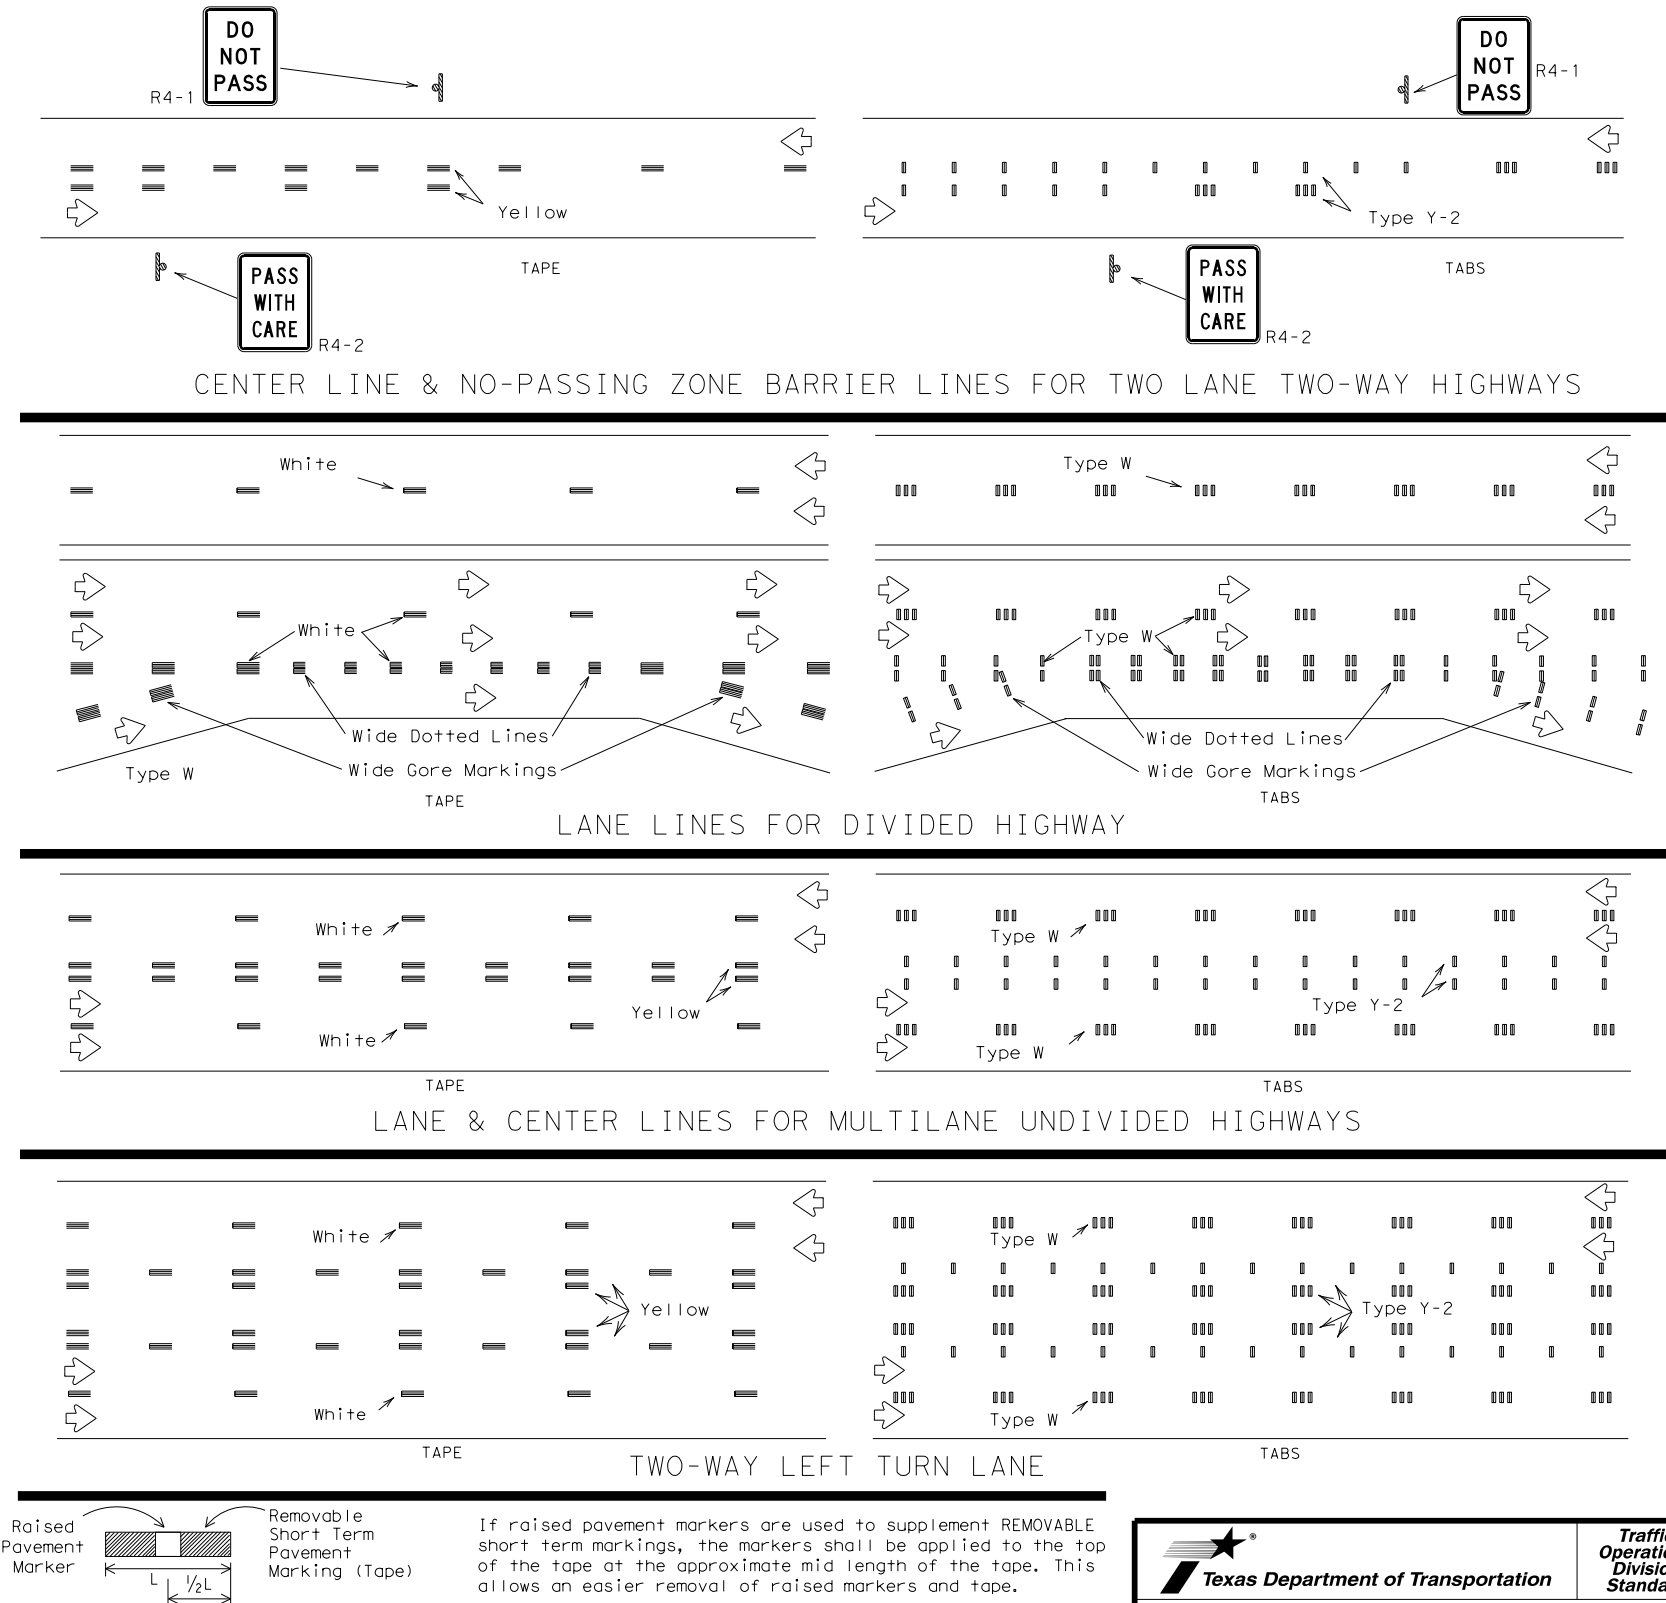 DO
NOT
PASS
R4-1
DO
NOT
PASS
R4-1
Yellow
Type Y-2
PASS
WITH
CARE
R4-2
TAPE
PASS
WITH
CARE
R4-2
TABS
CENTER LINE & NO-PASSING ZONE BARRIER LINES FOR TWO LANE TWO-WAY HIGHWAYS
White
Type W
White
Type W
Wide Dotted Lines
Wide Dotted Lines
Type W
Wide Gore Markings
Wide Gore Markings
TAPE
TABS
LANE LINES FOR DIVIDED HIGHWAY
White
Type W
Yellow
Type Y-2
White
Type W
TAPE
TABS
LANE & CENTER LINES FOR MULTILANE UNDIVIDED HIGHWAYS
White
Type W
Yellow
Type Y-2
White
Type W
TAPE
TABS
TWO-WAY LEFT TURN LANE
Raised
Pavement
Marker
Removable
Short Term
Pavement
Marking (Tape)
L
1/2L
If raised pavement markers are used to supplement REMOVABLE
short term markings, the markers shall be applied to the top
of the tape at the approximate mid length of the tape. This
allows an easier removal of raised markers and tape.
®
Texas Department of Transportation